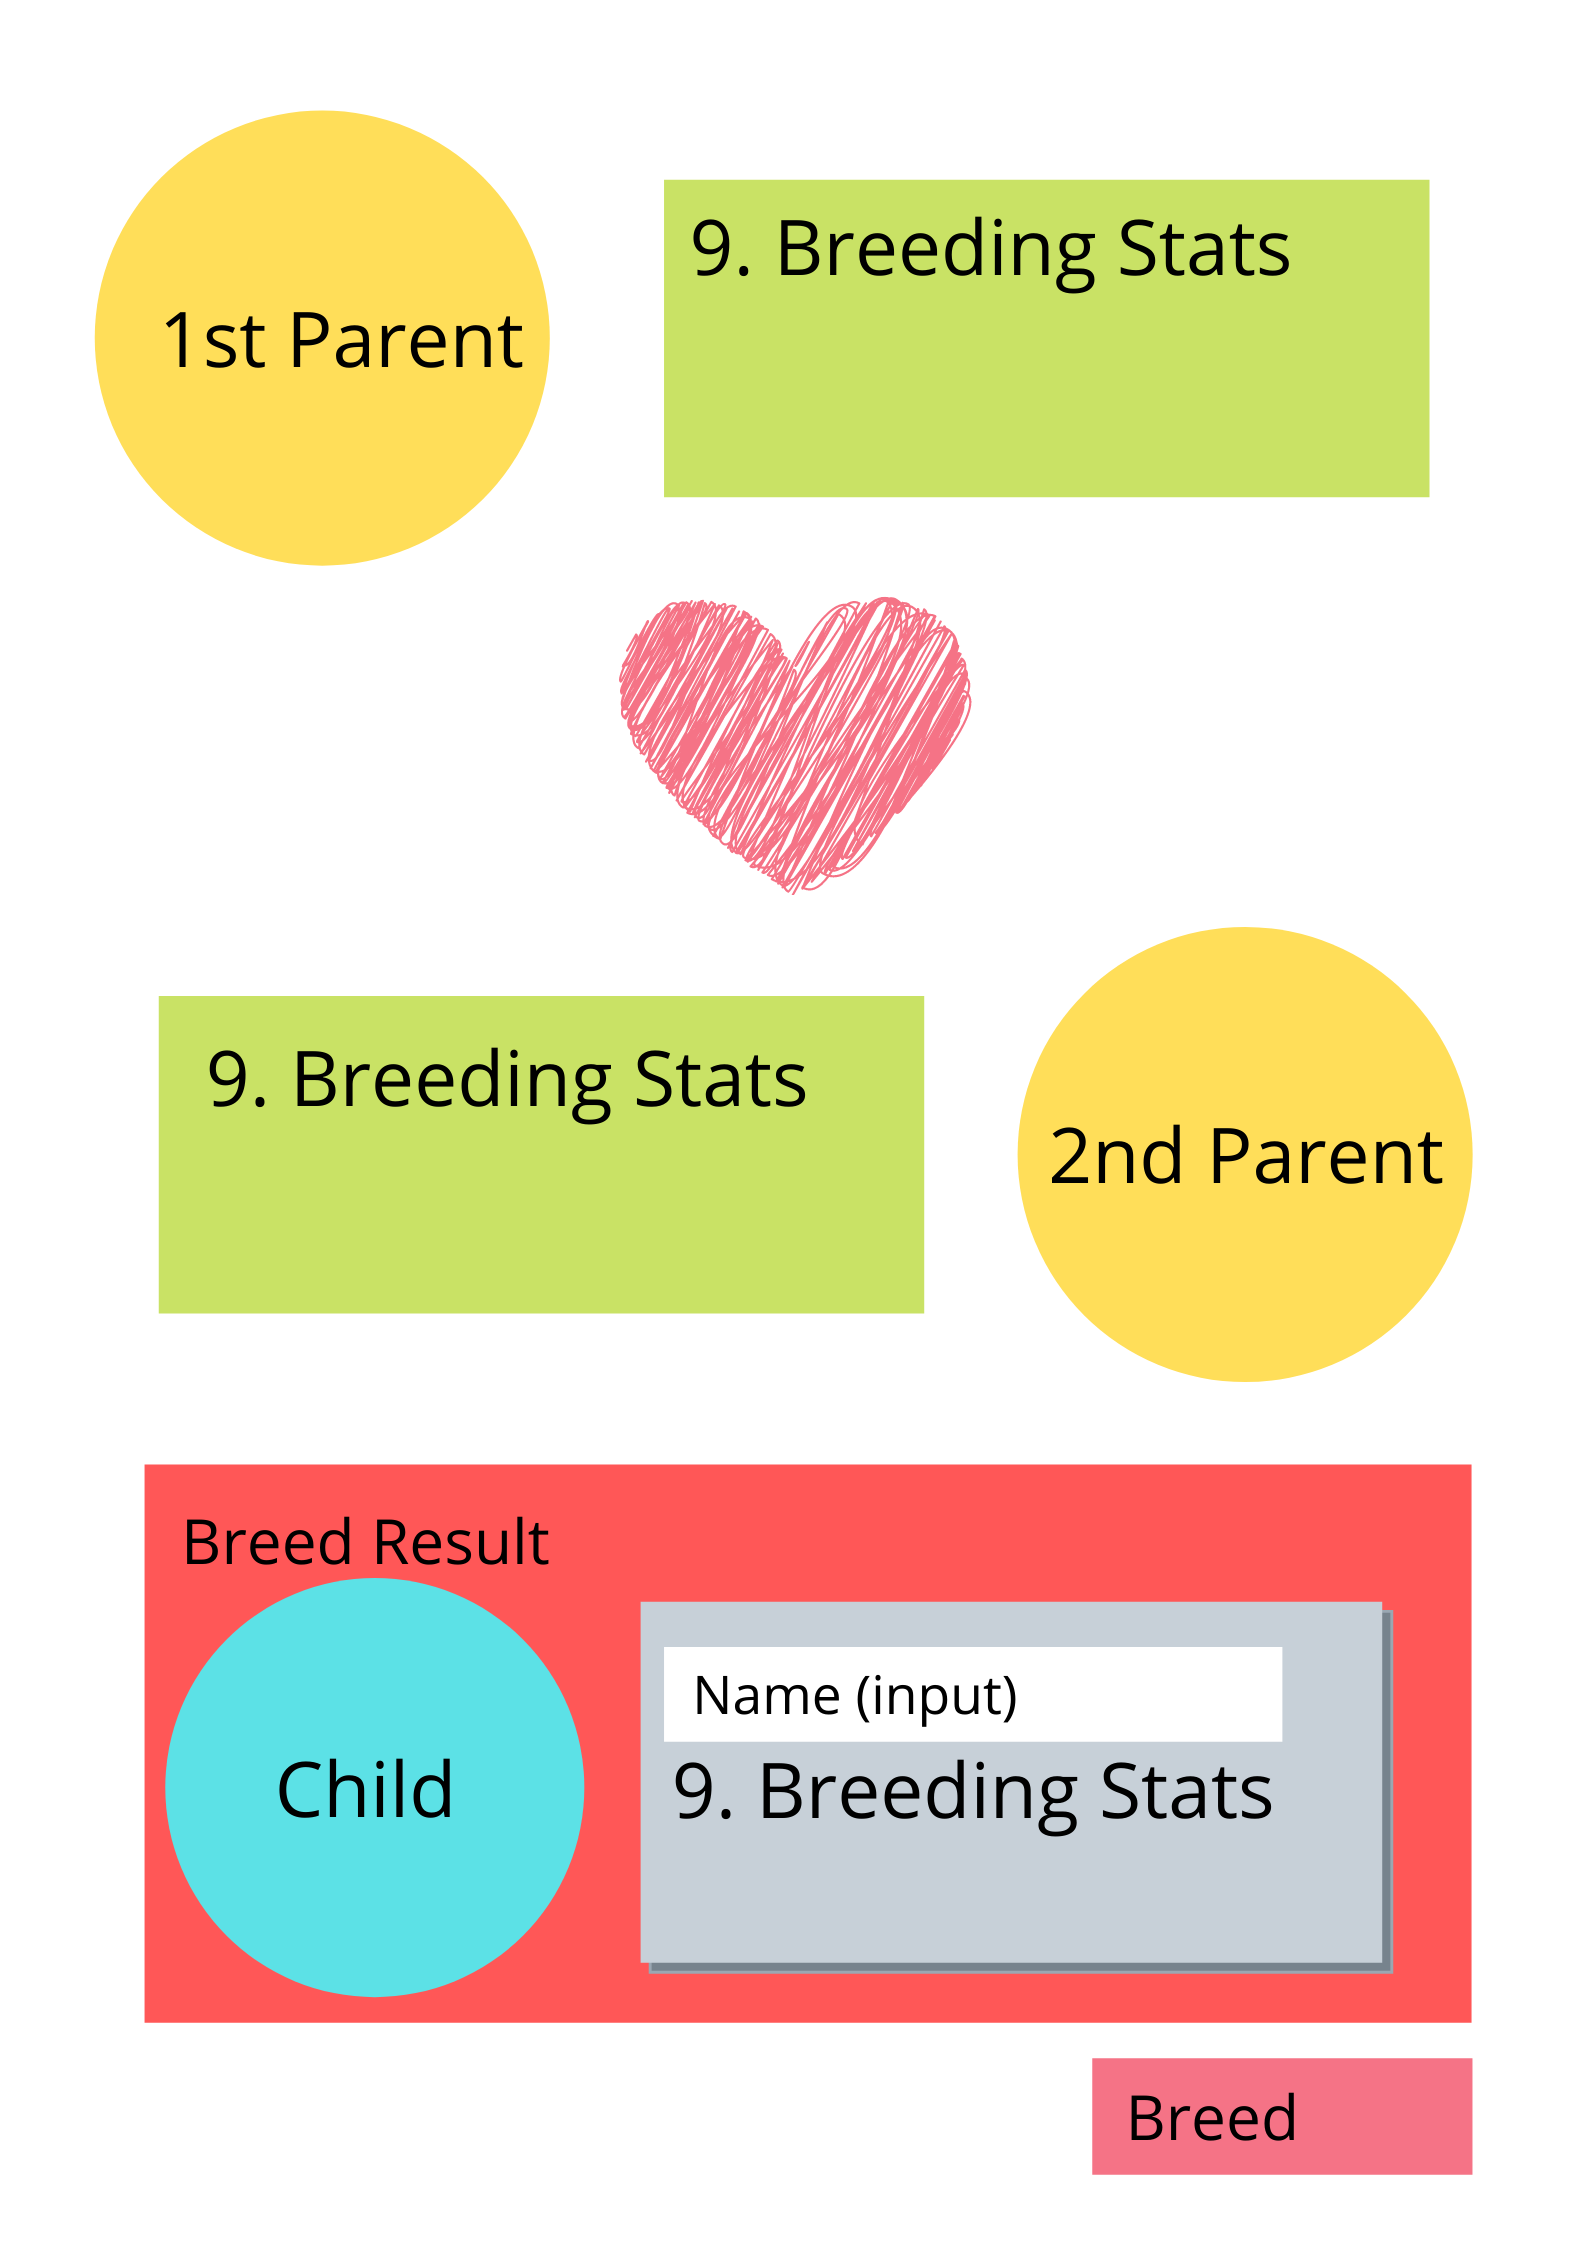 1st Parent
9. Breeding Stats
9. Breeding Stats
2nd Parent
Breed Result
Child
Name (input)
9. Breeding Stats
Breed